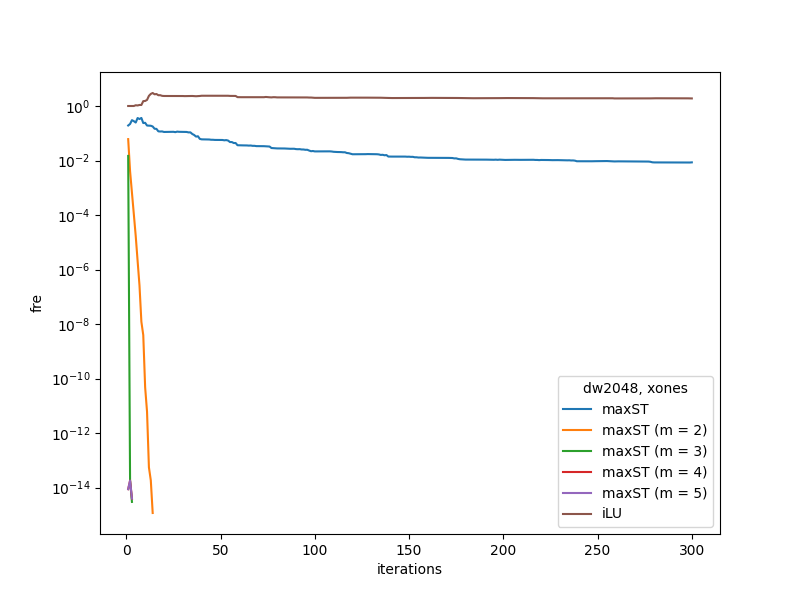 10^0
10^-2
10^-4
10^-6
10^-8
10^-10
10^-12
10^-14
fre
0 50 100 150 200 250 300
iterations
dw2048, xones
maxST
maxST (m = 2)
maxST (m = 3)
maxST (m = 4)
maxST (m = 5)
iLU